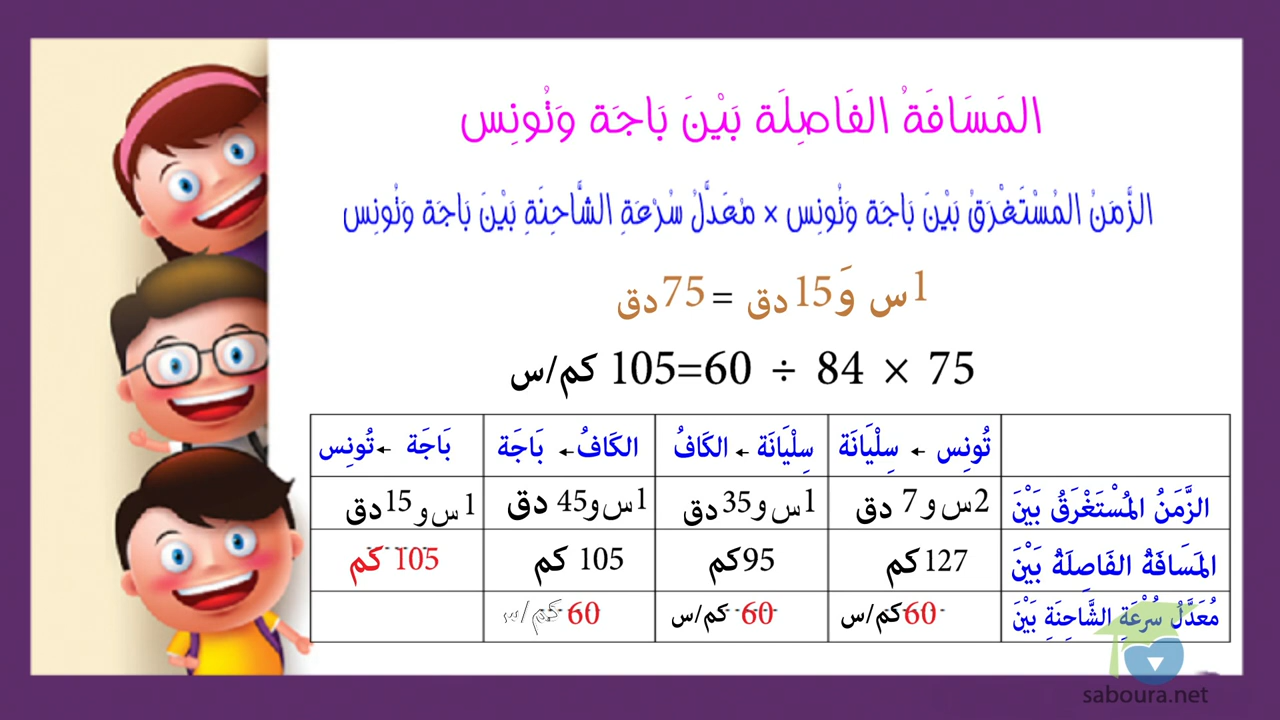 المَسَافَةُ الفَاصِلَة بَيْنَ بَاجَة وَتُونِس
الزَّمَنُ المُسْتَغْرَقُ بَيْنَ بَاجَة وَتُونِس × مُعَدَّلُ سُرْعَةِ الشَّاحِنَةِ بَيْنَ بَاجَة وَتُونِس
1س وَ 15دق = 75دق
75 × 84 ÷ 60=105 كم/س
تُونِس ← سِلْيَانَة سِلْيَانَة ← الكَافُ الكَافُ ← بَاجَة بَاجَة ← تُونِس
الزَّمَنُ المُسْتَغْرَقُ بَيْنَ 2س و 7 دق 1س و35 دق 1س و45 دق 1س و15دق
المَسَافَةُ الفَاصِلَةُ بَيْنَ 127 كم 95كم 105 كم 105 كم
مُعَدَّلُ سُرْعَةِ الشَّاحِنَةِ بَيْنَ 60كم/س 60 كم/س 60 كم/س
saboura.net